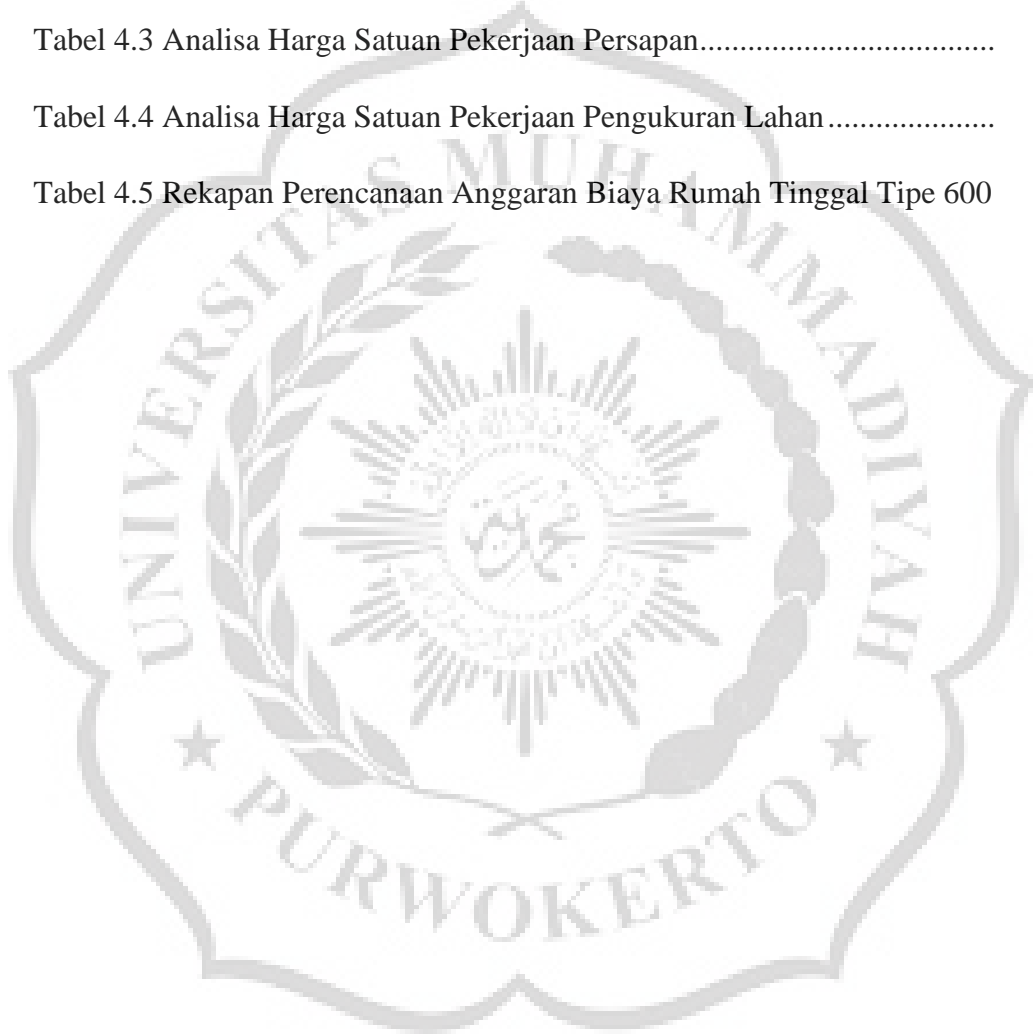 Tabel 4.3 Analisa Harga Satuan Pekerjaan Persapan.....................................
Tabel 4.4 Analisa Harga Satuan Pekerjaan Pengukuran Lahan.....................
Tabel 4.5 Rekapan Perencanaan Anggaran Biaya Rumah Tinggal Tipe 600
UNIVERSITAS MUHAMMADIYAH
PURWOKERTO